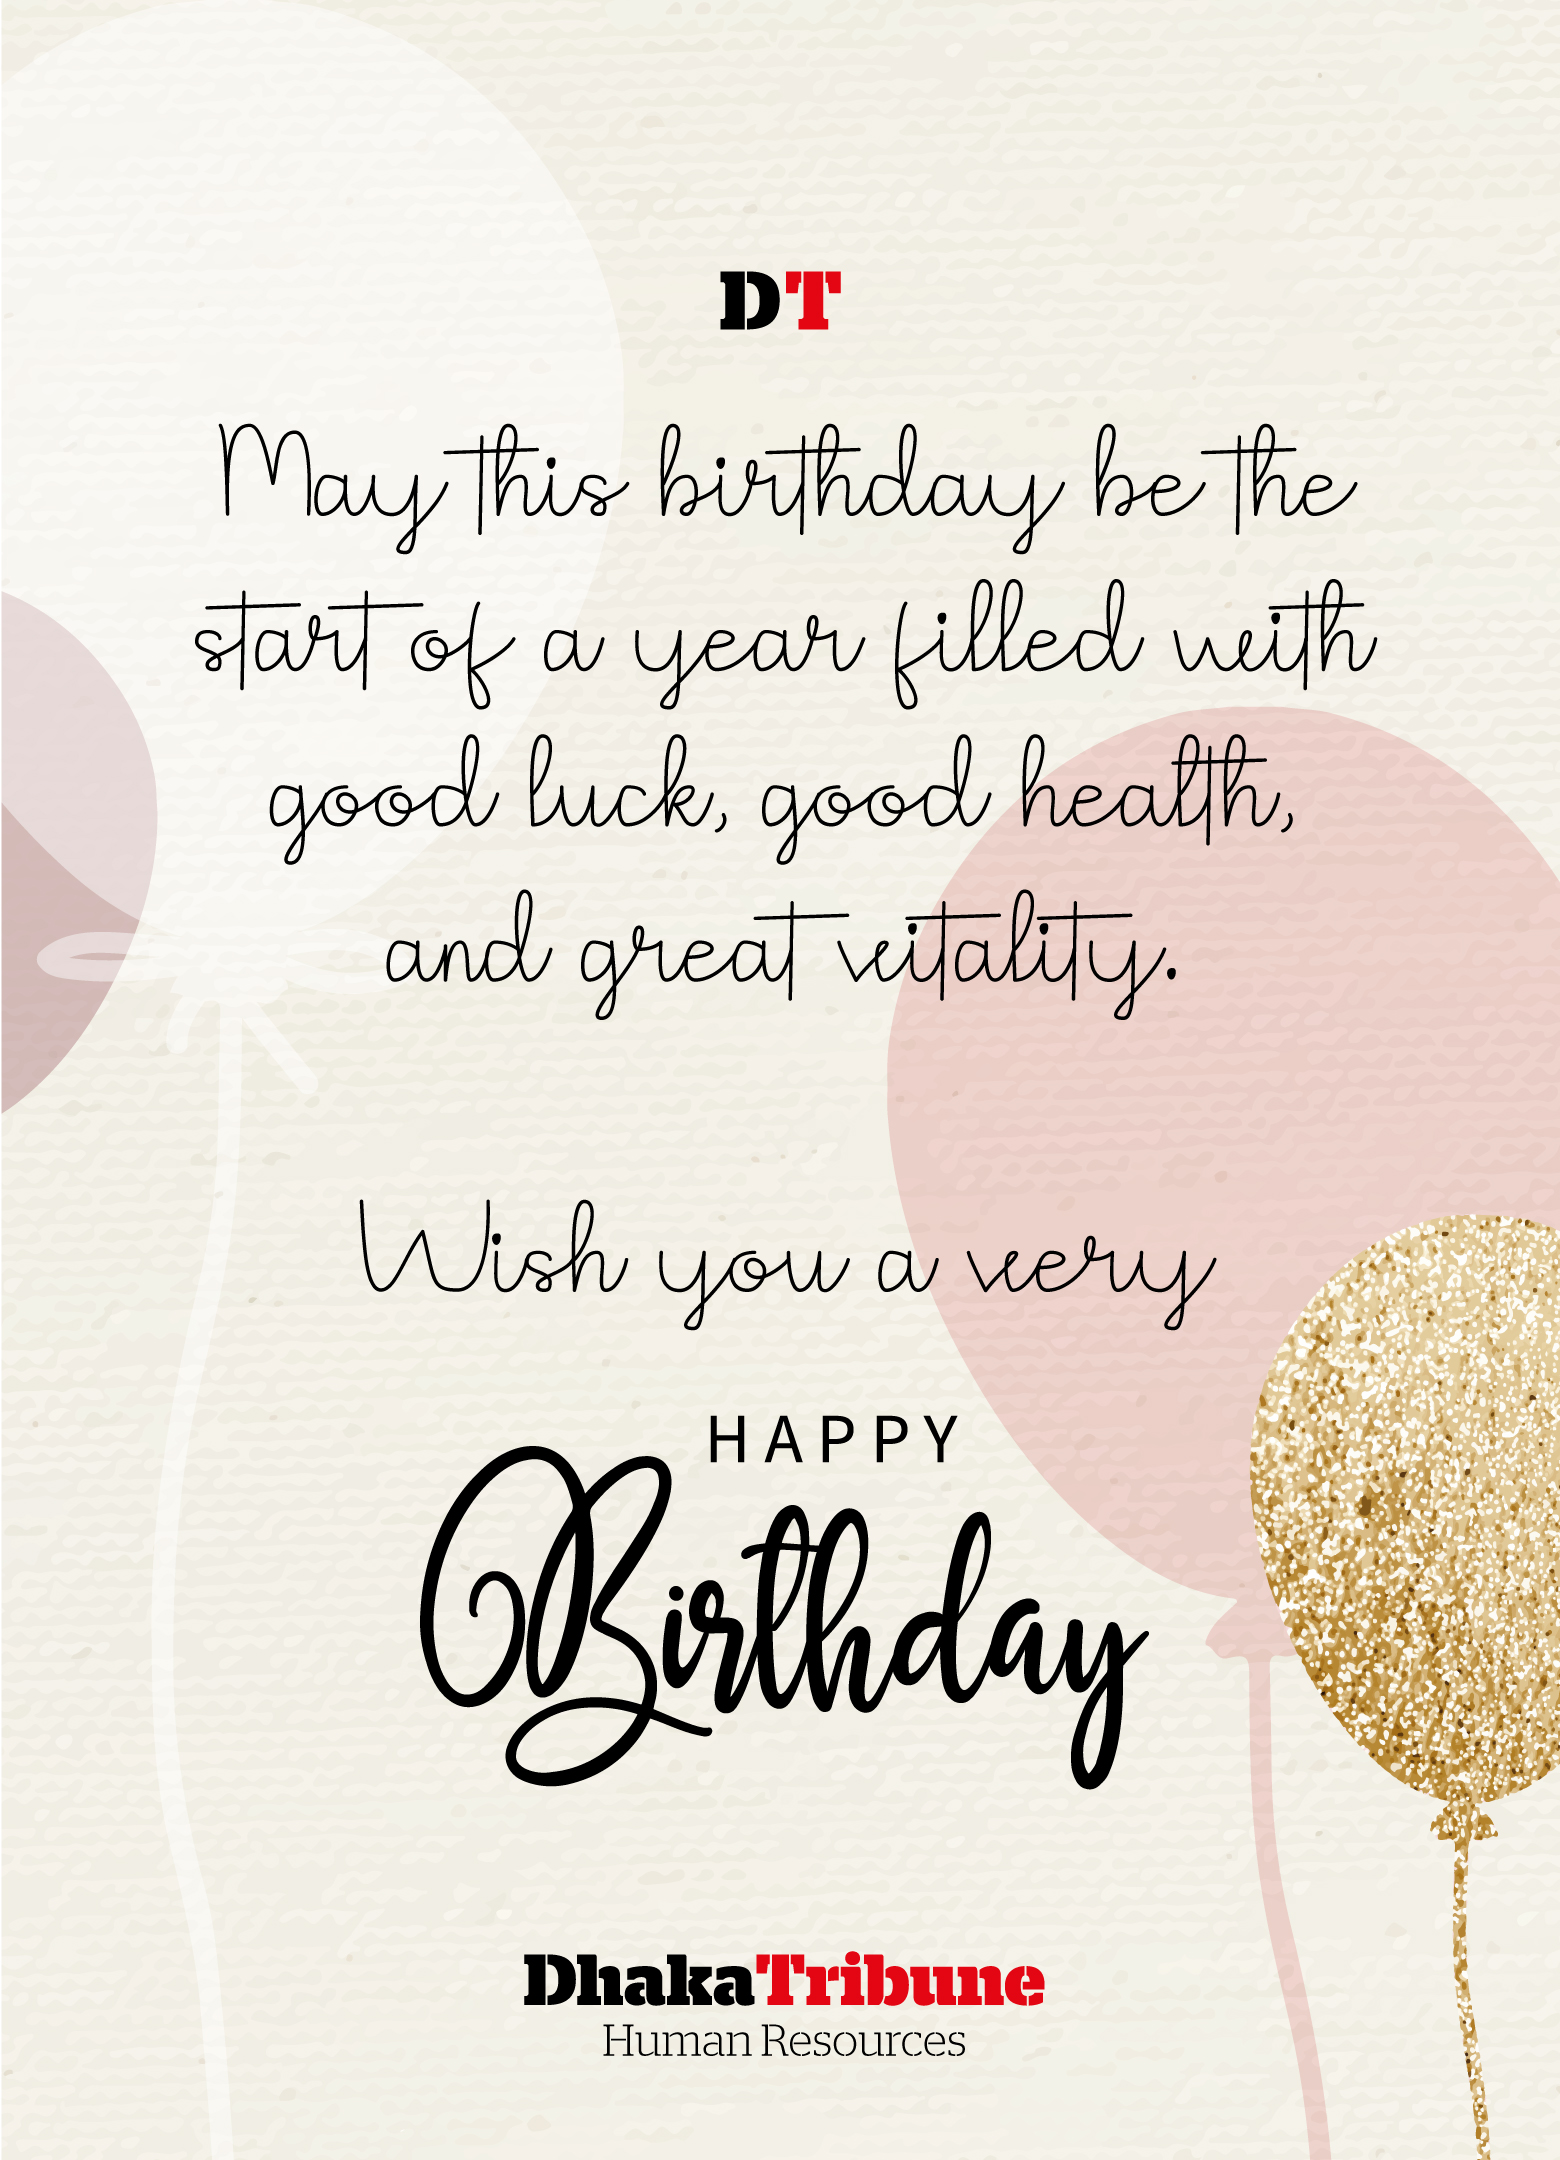 DT
May this birthday be the
start of a year filled with
good luck, good health,
and great vitality.
Wish you a very
HAPPY
Birthday
DhakaTribune
Human Resources